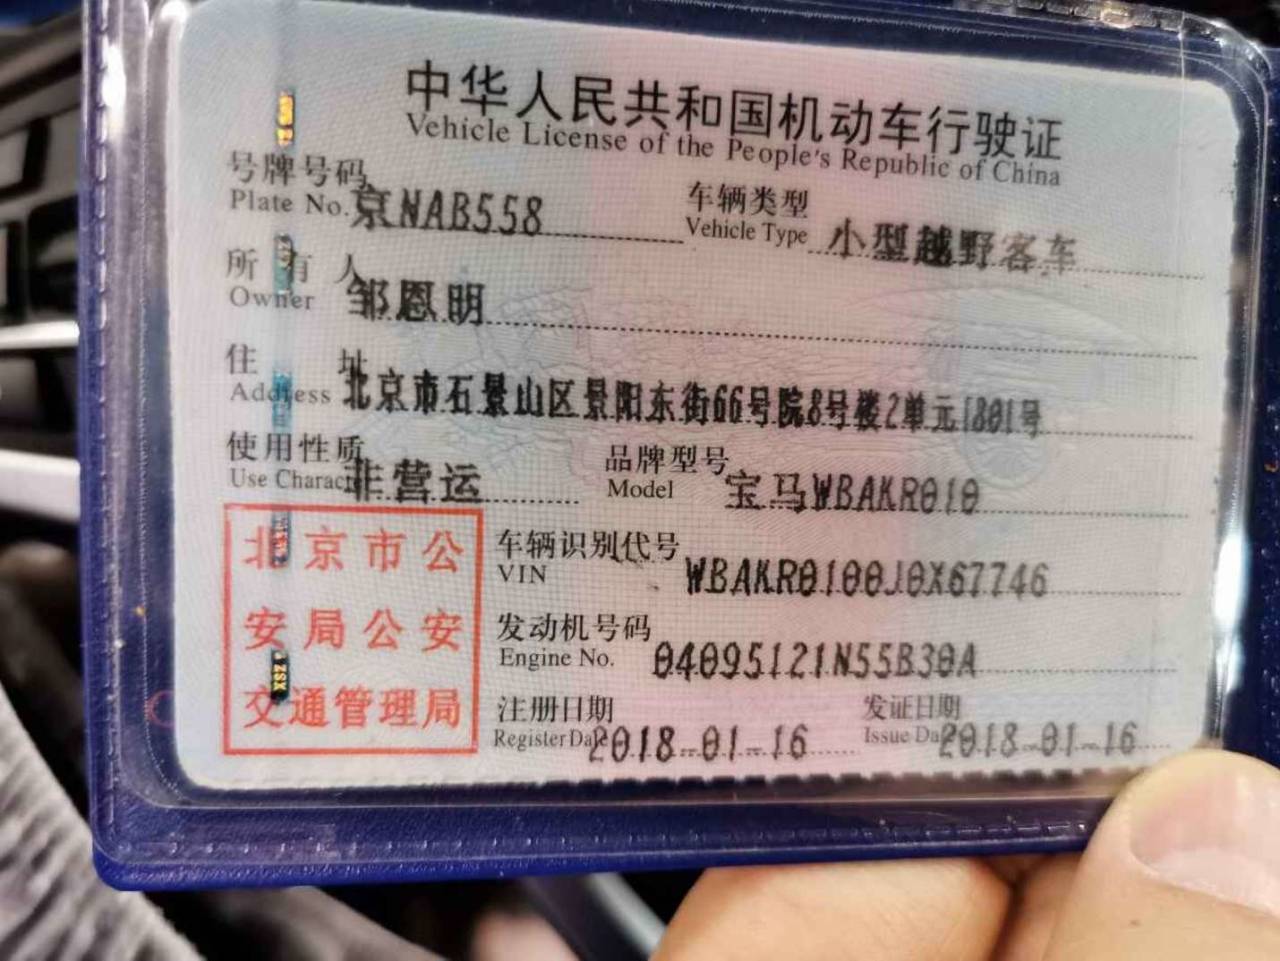 中华人民共和国机动车行驶证
Vehicle License of the People's Republic of China
号牌号码 京NAB558 车辆类型 小型越野客车
Plate No. Vehicle Type
所有人 邹恩明
Owner
住址 北京市石景山区景阳东街66号院8号楼2单元1801号
Address
使用性质 非营运 品牌型号 宝马WBAKR010
Use Charact Model
北京市公
安局公安
交通管理局
车辆识别代号 WBAKR0100J0X67746
VIN
发动机号码 04095121N55B30A
Engine No.
注册日期 2018-01-16 发证日期 2018-01-16
Register Da Issue Da